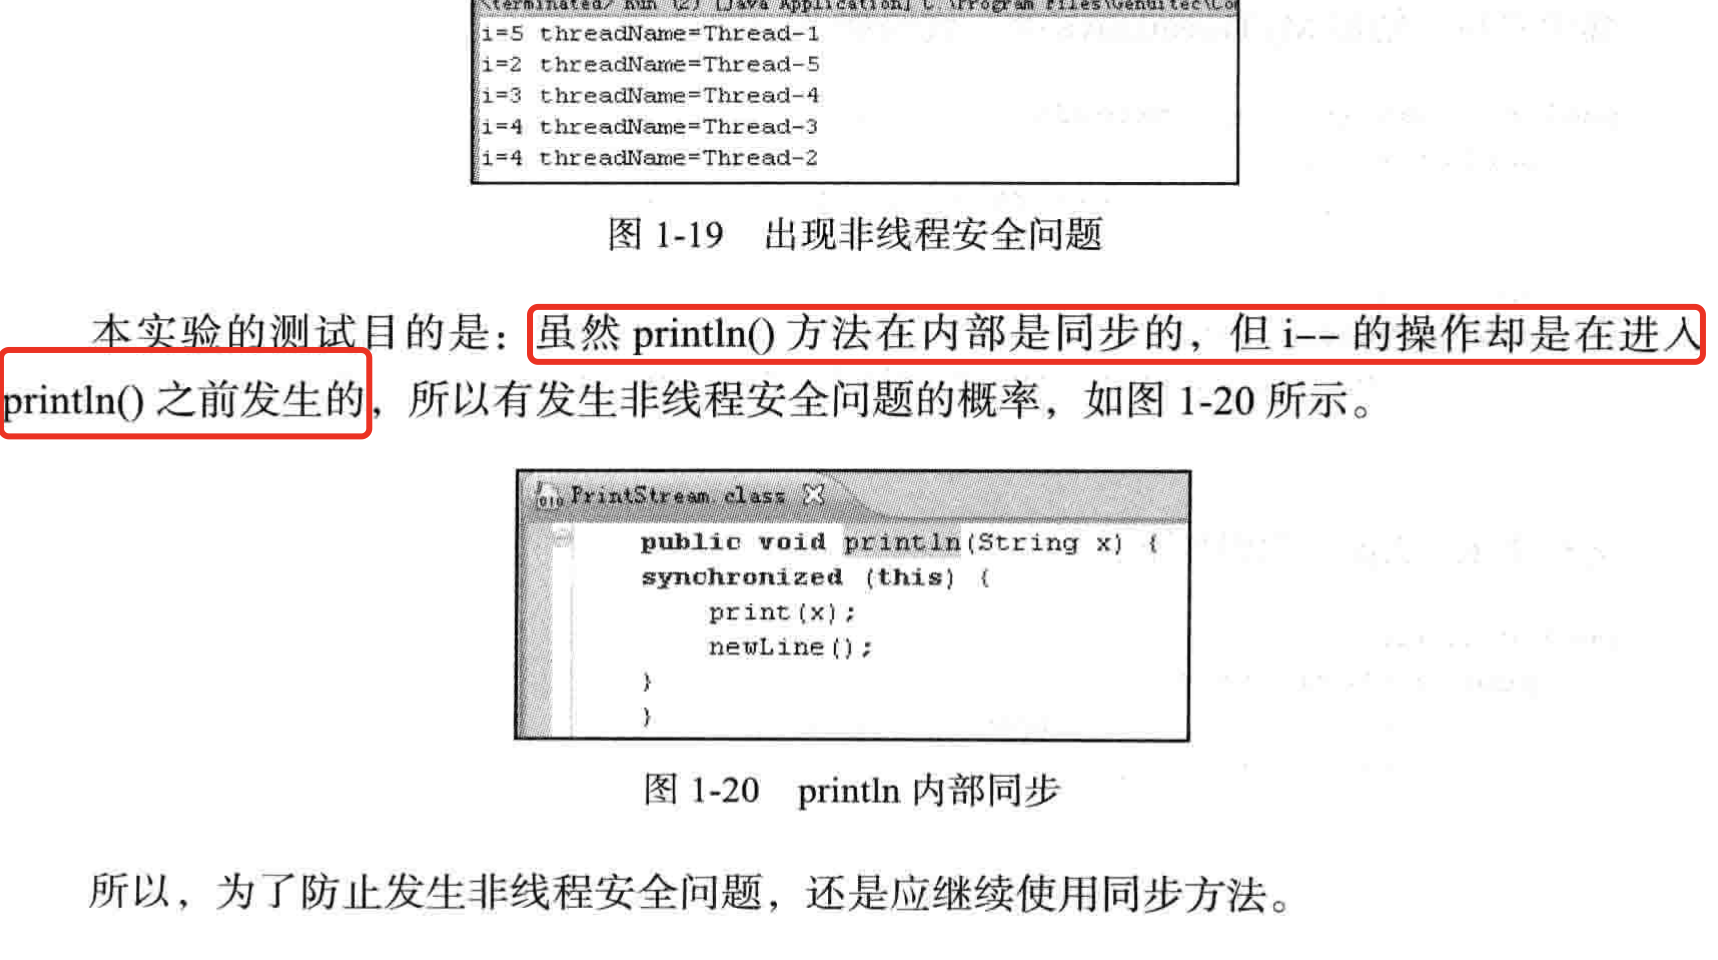 <terminated> Run (2) [Java Application] C:\Program Files\Genuitec\Co
i=5 threadName=Thread-1
i=2 threadName=Thread-5
i=3 threadName=Thread-4
i=4 threadName=Thread-3
i=4 threadName=Thread-2
图 1-19 出现非线程安全问题
本实验的测试目的是：虽然 println() 方法在内部是同步的，但 i-- 的操作却是在进入
println() 之前发生的，所以有发生非线程安全问题的概率，如图 1-20 所示。
PrintStream.class
public void println(String x) {
synchronized (this) {
print(x);
newLine();
}
}
图 1-20 println 内部同步
所以，为了防止发生非线程安全问题，还是应继续使用同步方法。